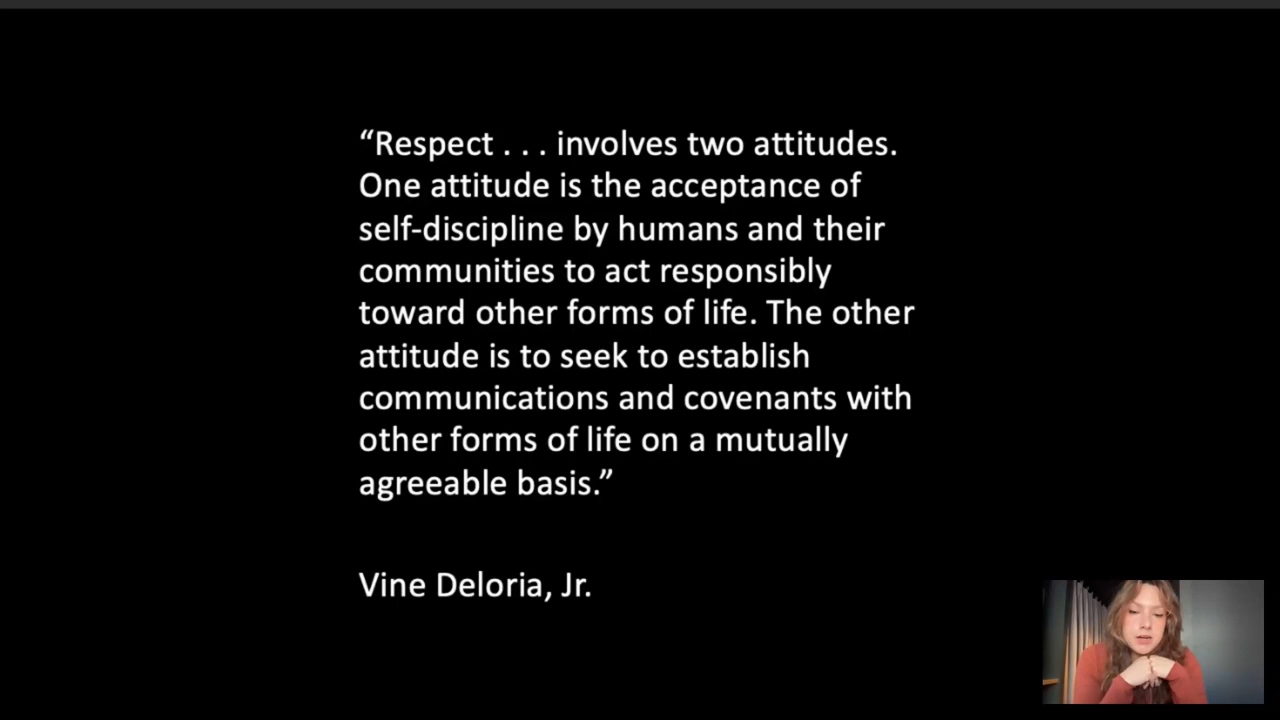 “Respect . . . involves two attitudes.
One attitude is the acceptance of
self-discipline by humans and their
communities to act responsibly
toward other forms of life. The other
attitude is to seek to establish
communications and covenants with
other forms of life on a mutually
agreeable basis.”
Vine Deloria, Jr.